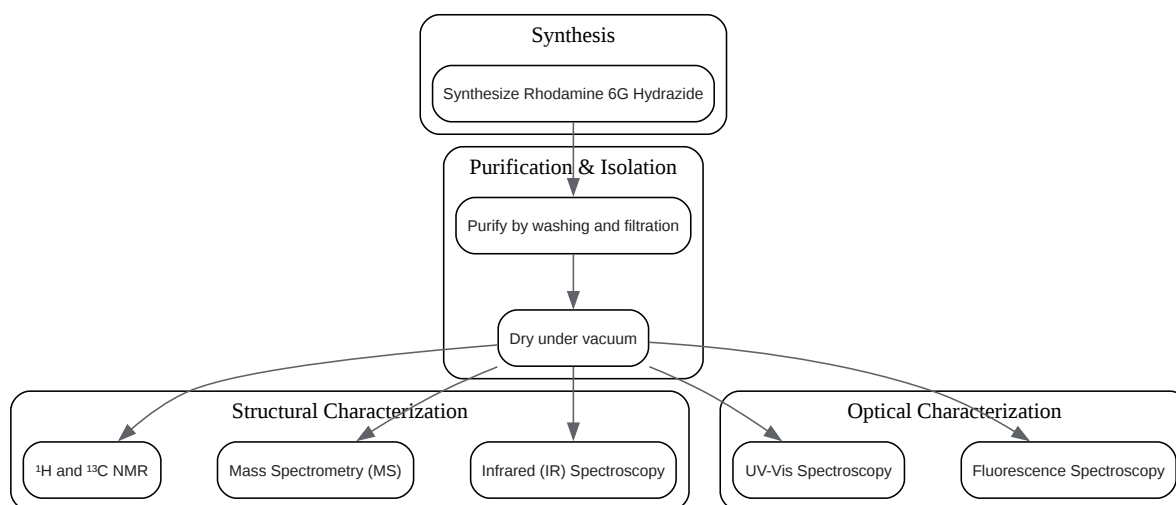 Synthesis
Synthesize Rhodamine 6G Hydrazide
Purification & Isolation
Purify by washing and filtration
Dry under vacuum
Structural Characterization
Optical Characterization
¹H and ¹³C NMR
Mass Spectrometry (MS)
Infrared (IR) Spectroscopy
UV-Vis Spectroscopy
Fluorescence Spectroscopy